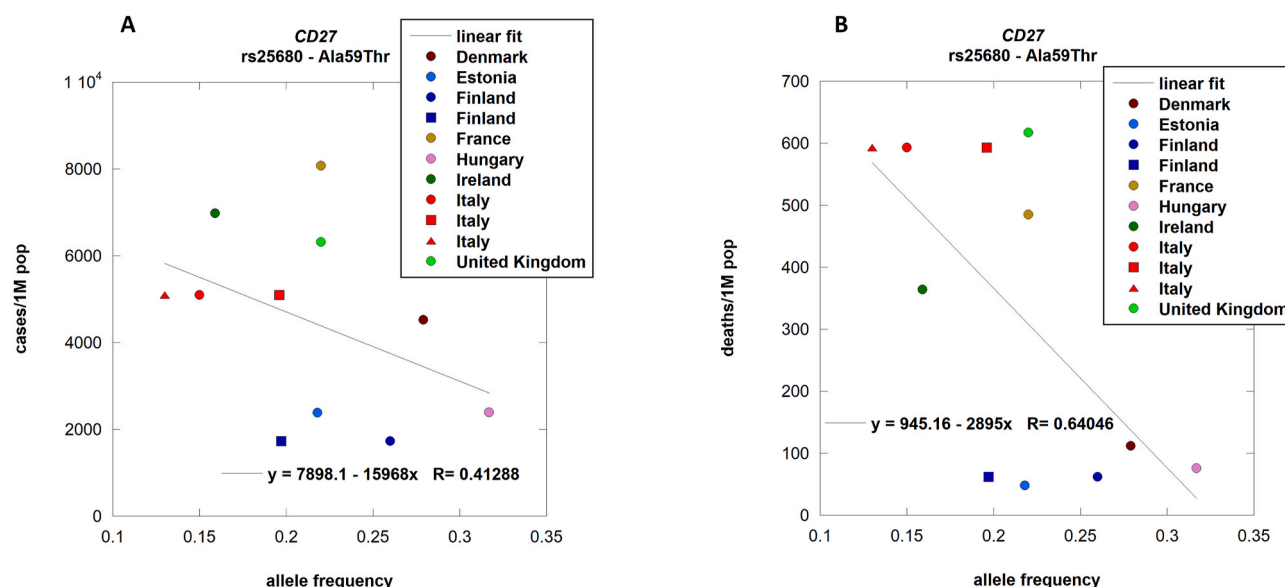 A
CD27
rs25680 - Ala59Thr
linear fit
Denmark
Estonia
Finland
Finland
France
Hungary
Ireland
Italy
Italy
Italy
United Kingdom
1 10⁴
8000
6000
4000
2000
0
cases/1M pop
y = 7898.1 - 15968x R= 0.41288
0.1 0.15 0.2 0.25 0.3 0.35
allele frequency
B
CD27
rs25680 - Ala59Thr
linear fit
Denmark
Estonia
Finland
Finland
France
Hungary
Ireland
Italy
Italy
Italy
United Kingdom
700
600
500
400
300
200
100
0
deaths/1M pop
y = 945.16 - 2895x R= 0.64046
0.1 0.15 0.2 0.25 0.3 0.35
allele frequency